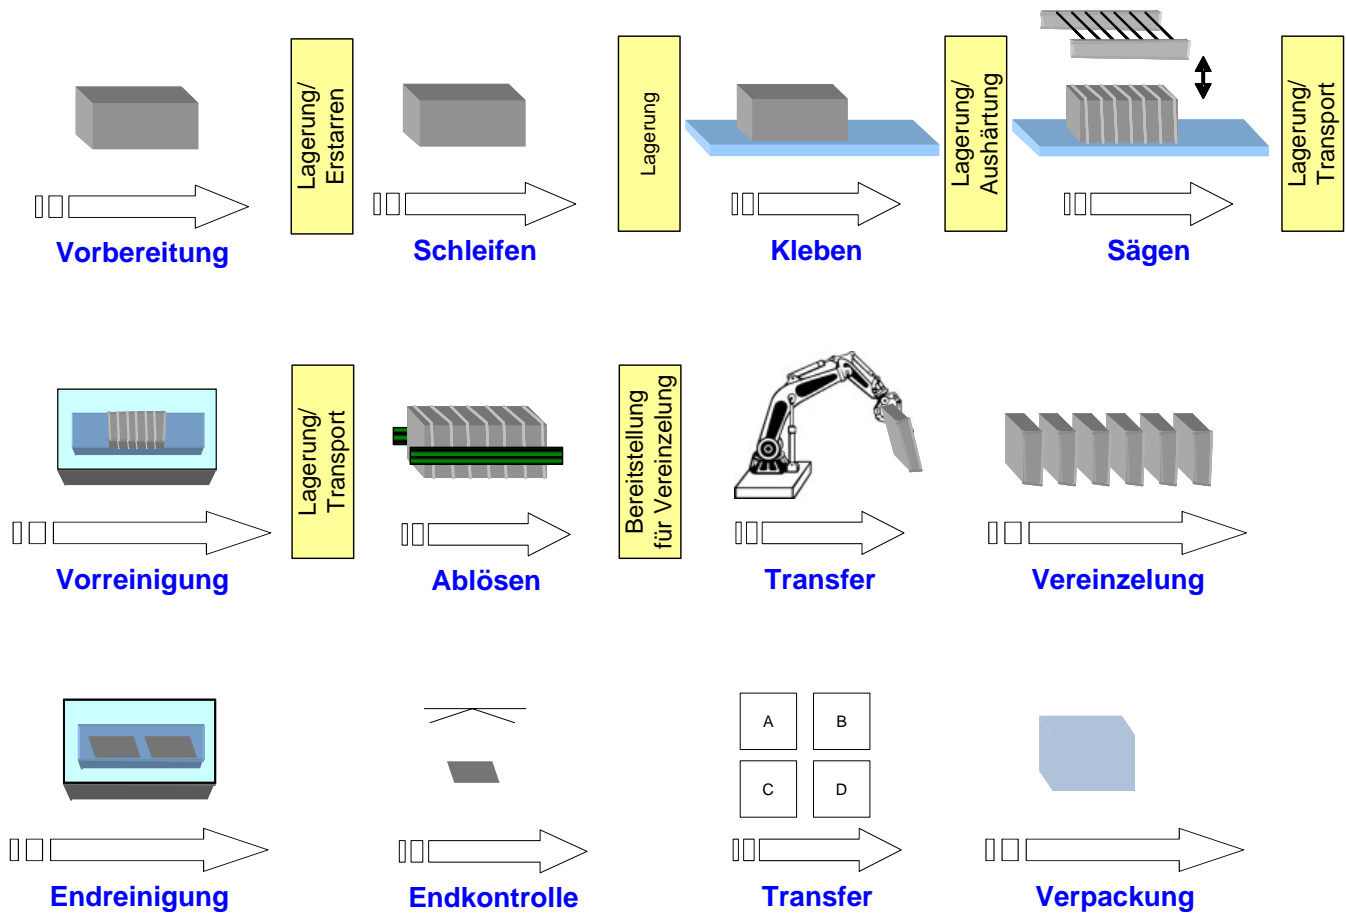 Lagerung/
Erstarren
Lagerung
Lagerung/
Aushärtung
Lagerung/
Transport
Vorbereitung
Schleifen
Kleben
Sägen
Lagerung/
Transport
Bereitstellung
für Vereinzelung
Vorreinigung
Ablösen
Transfer
Vereinzelung
A
B
C
D
Endreinigung
Endkontrolle
Transfer
Verpackung